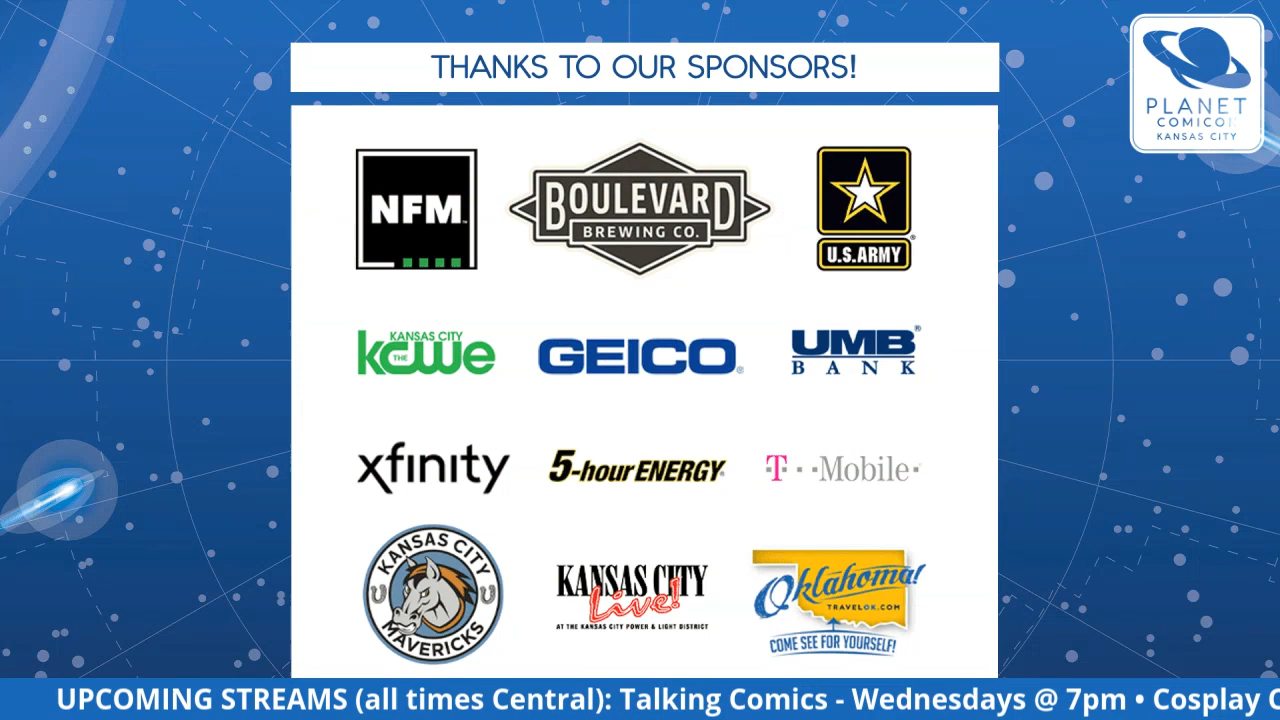 THANKS TO OUR SPONSORS!
PLANET
COMICON
KANSAS CITY
NFM
BOULEVARD
BREWING CO.
U.S.ARMY
KANSAS CITY
THE
kcwe
GEICO
UMB
BANK
xfinity
5-hour ENERGY
T··Mobile·
KANSAS CITY
MAVERICKS
KANSAS CITY
Live!
AT THE KANSAS CITY POWER & LIGHT DISTRICT
Oklahoma!
TRAVELOK.COM
COME SEE FOR YOURSELF!
UPCOMING STREAMS (all times Central): Talking Comics - Wednesdays @ 7pm • Cosplay